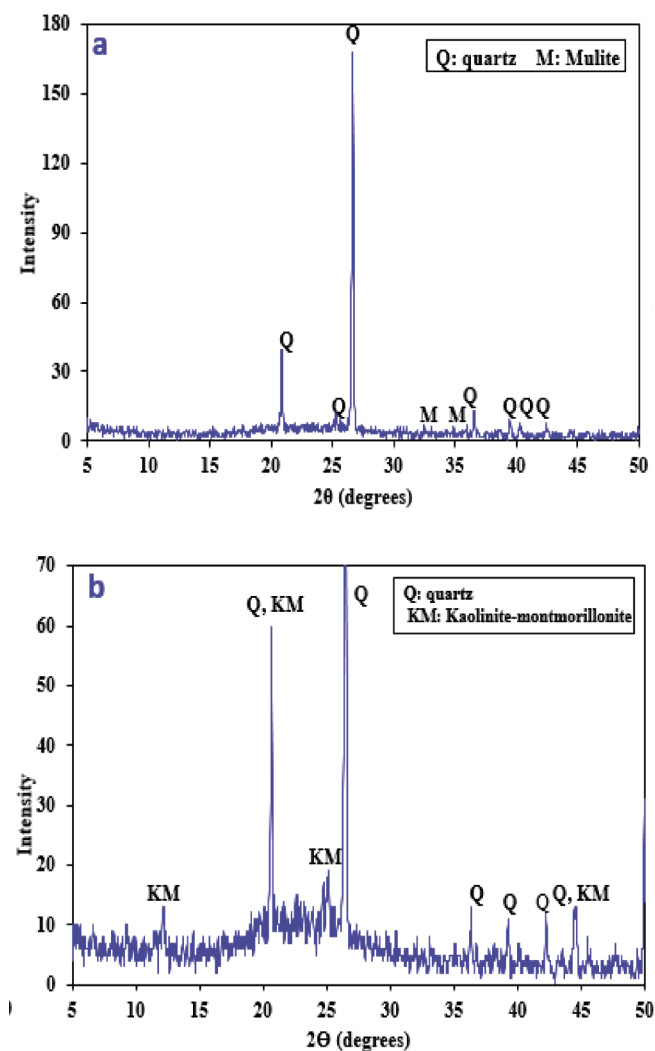 a
Q
Q: quartz M: Mulite
180
150
120
90
60
30
0
Intensity
Q
Q
M M Q Q Q Q
5 10 15 20 25 30 35 40 45 50
2θ (degrees)
b
Q, KM
Q
Q: quartz
KM: Kaolinite-montmorillonite
70
60
50
40
30
20
10
0
Intensity
KM
KM
Q Q Q Q, KM
5 10 15 20 25 30 35 40 45 50
2Θ (degrees)